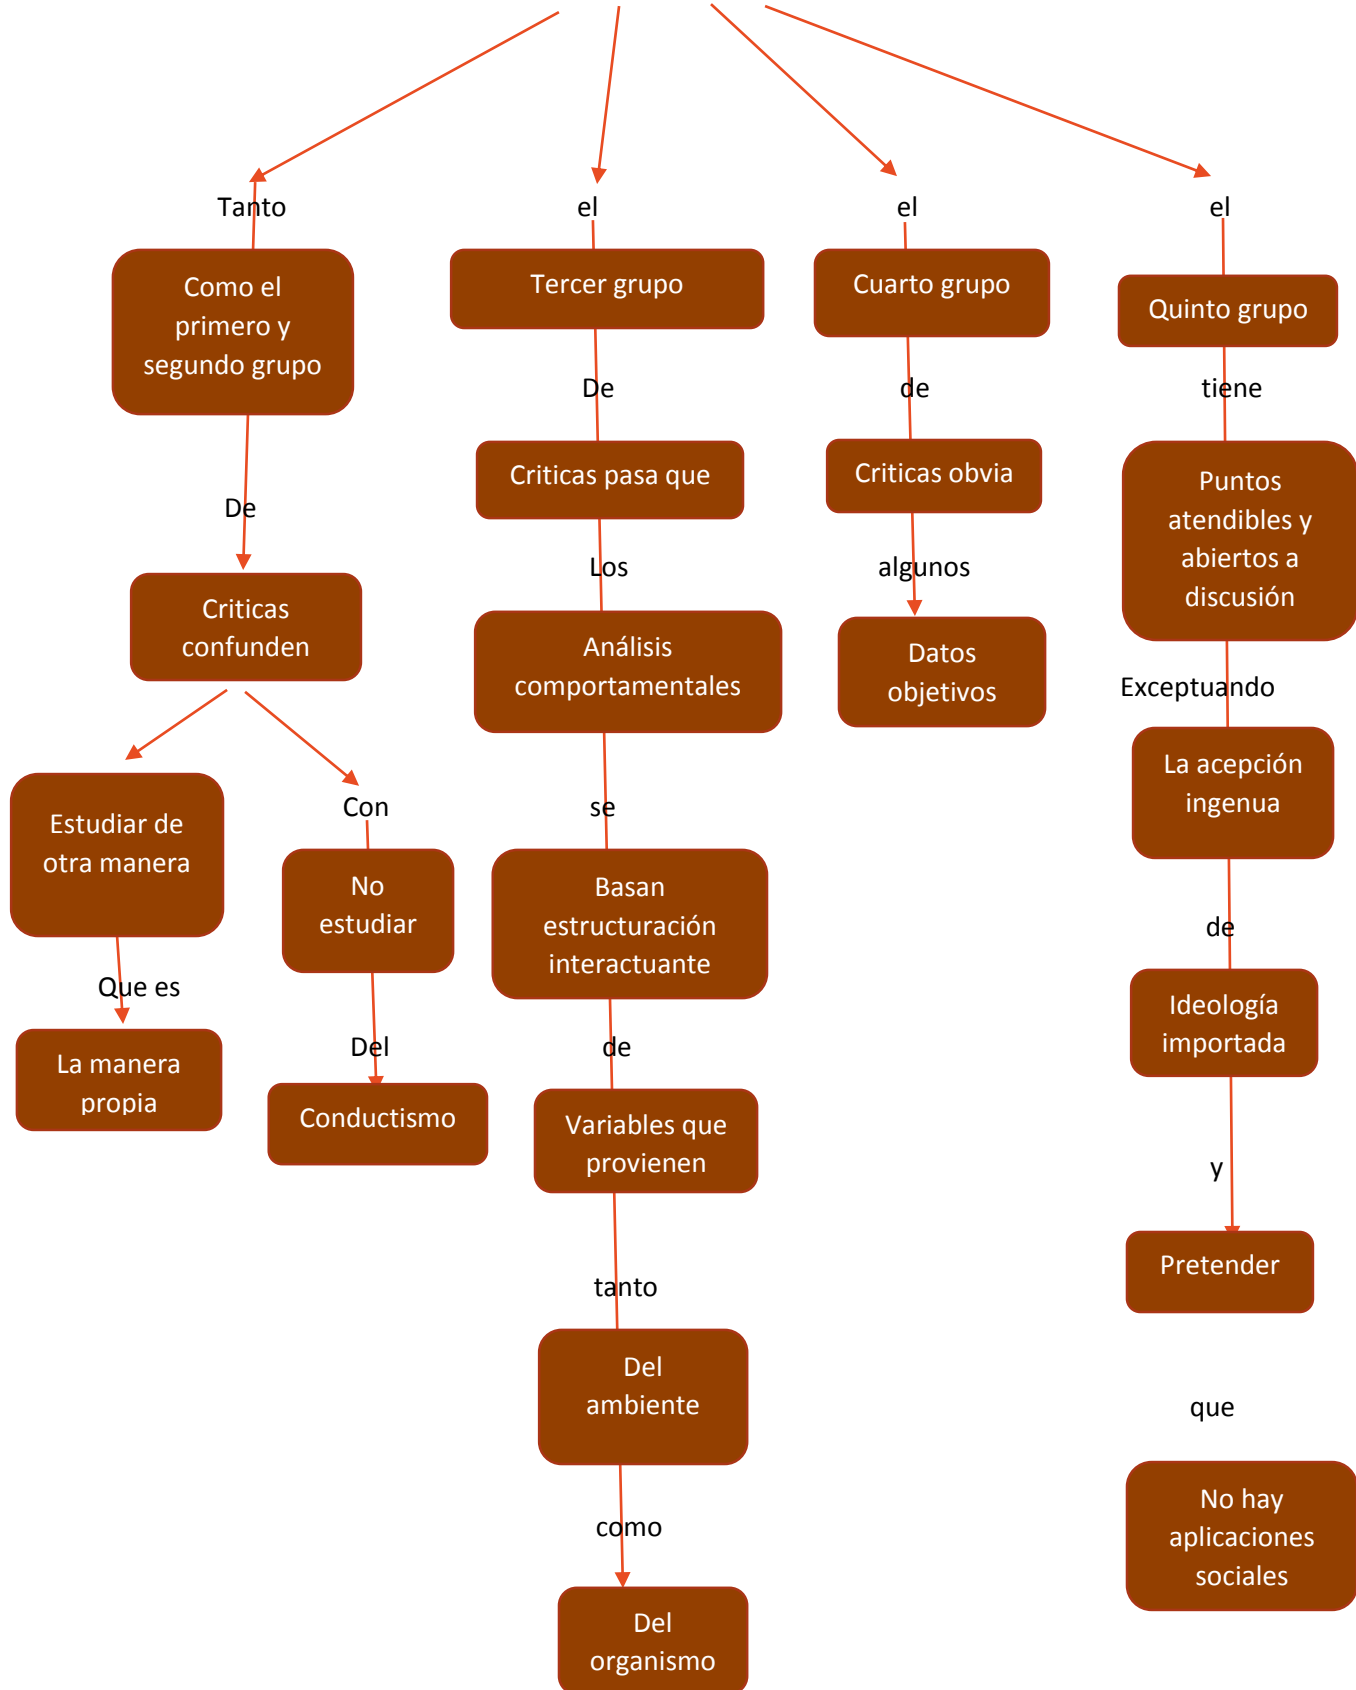 Tanto
Como el
primero y
segundo grupo
De
Criticas
confunden
Estudiar de
otra manera
Que es
La manera
propia
Con
No
estudiar
Del
Conductismo
el
Tercer grupo
De
Criticas pasa que
Los
Análisis
comportamentales
se
Basan
estructuración
interactuante
de
Variables que
provienen
tanto
Del
ambiente
como
Del
organismo
el
Cuarto grupo
de
Criticas obvia
algunos
Datos
objetivos
el
Quinto grupo
tiene
Puntos
atendibles y
abiertos a
discusión
Exceptuando
La acepción
ingenua
de
Ideología
importada
y
Pretender
que
No hay
aplicaciones
sociales